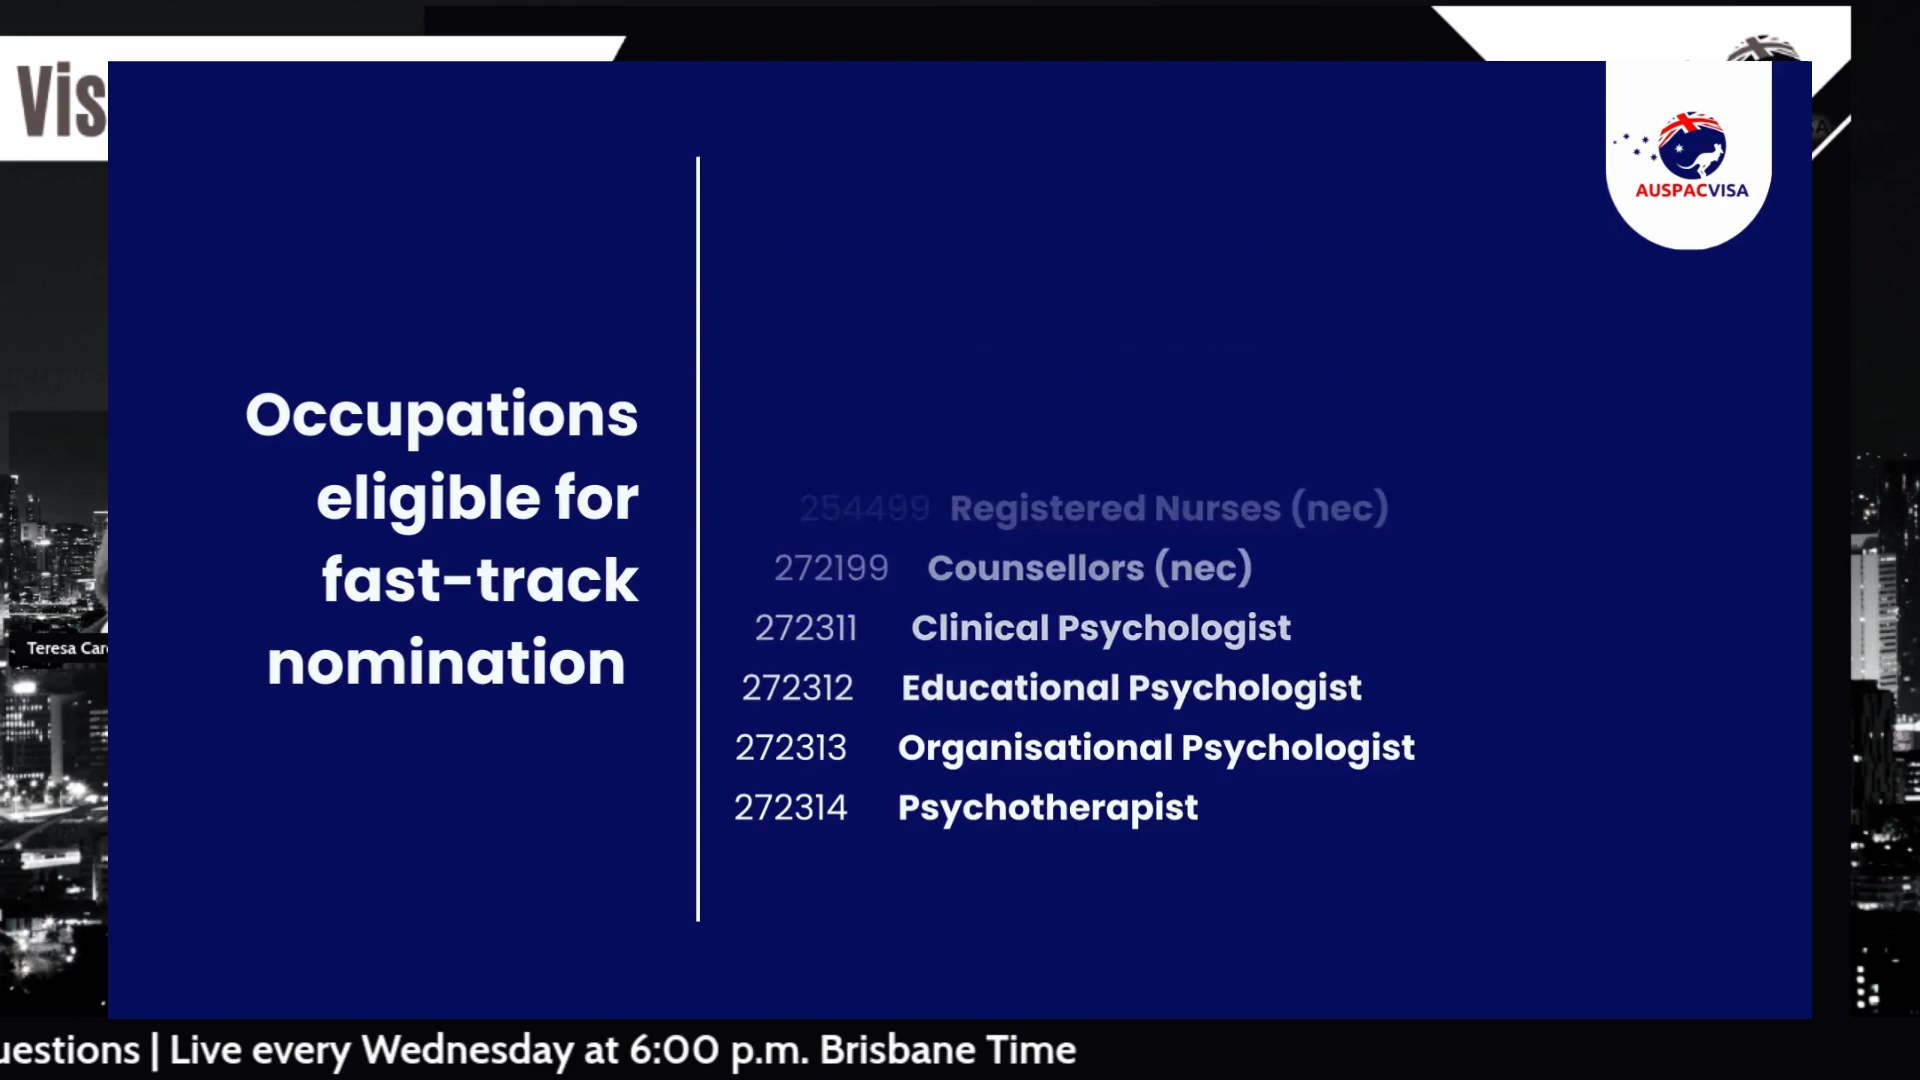 Vis
AUSPACVISA
Occupations
eligible for
fast-track
nomination
254499 Registered Nurses (nec)
272199 Counsellors (nec)
272311 Clinical Psychologist
272312 Educational Psychologist
272313 Organisational Psychologist
272314 Psychotherapist
Teresa Car
uestions | Live every Wednesday at 6:00 p.m. Brisbane Time